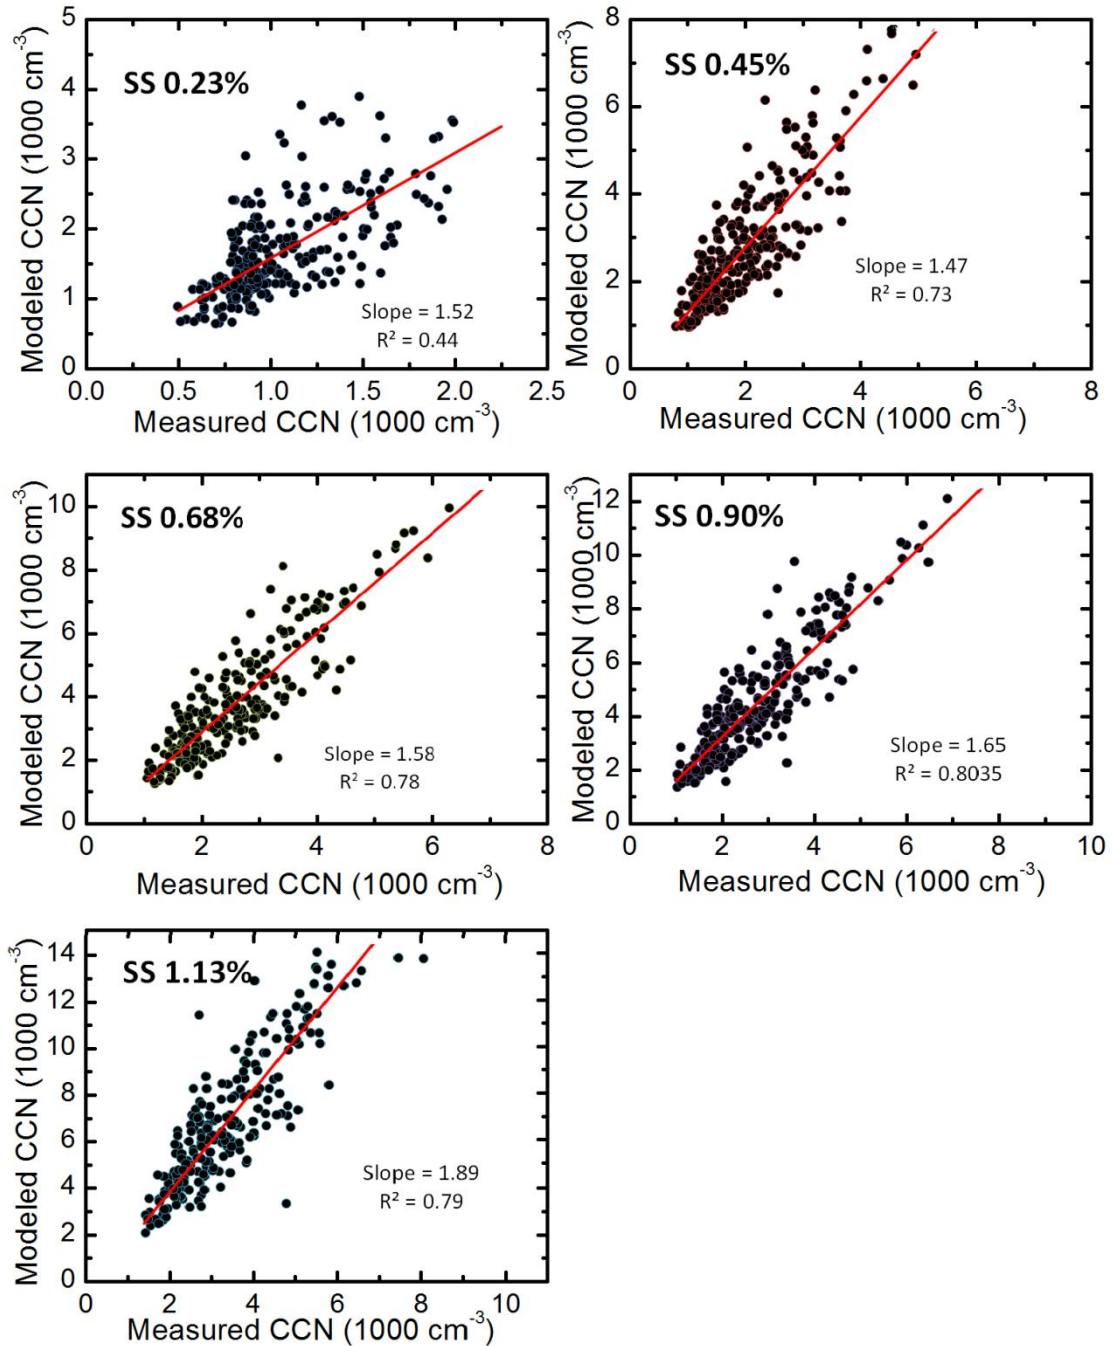 5
4
3
2
1
0
Modeled CCN (1000 cm⁻³)
SS 0.23%
Slope = 1.52
R² = 0.44
0.0 0.5 1.0 1.5 2.0 2.5
Measured CCN (1000 cm⁻³)
8
6
4
2
0
Modeled CCN (1000 cm⁻³)
SS 0.45%
Slope = 1.47
R² = 0.73
0 2 4 6 8
Measured CCN (1000 cm⁻³)
10
8
6
4
2
0
Modeled CCN (1000 cm⁻³)
SS 0.68%
Slope = 1.58
R² = 0.78
0 2 4 6 8
Measured CCN (1000 cm⁻³)
12
10
8
6
4
2
0
Modeled CCN (1000 cm⁻³)
SS 0.90%
Slope = 1.65
R² = 0.8035
0 2 4 6 8 10
Measured CCN (1000 cm⁻³)
14
12
10
8
6
4
2
0
Modeled CCN (1000 cm⁻³)
SS 1.13%
Slope = 1.89
R² = 0.79
0 2 4 6 8 10
Measured CCN (1000 cm⁻³)